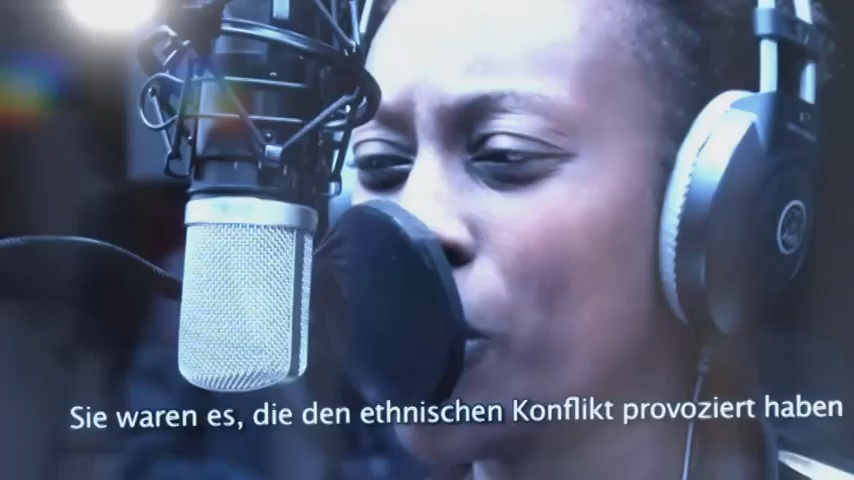 Sie waren es, die den ethnischen Konflikt provoziert haben